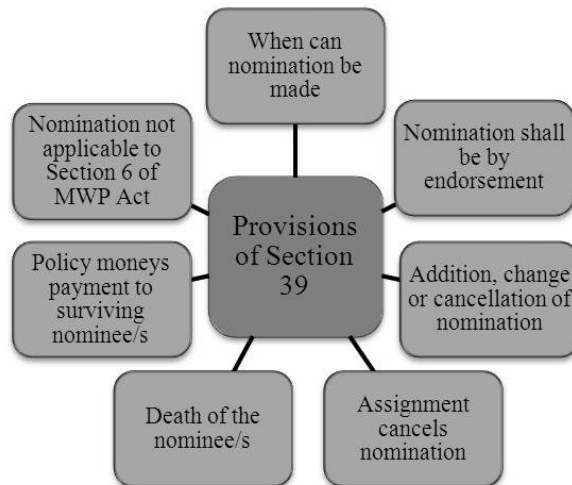 When can
nomination be
made
Nomination shall
be by
endorsement
Addition, change
or cancellation of
nomination
Assignment
cancels
nomination
Death of the
nominee/s
Policy moneys
payment to
surviving
nominee/s
Nomination not
applicable to
Section 6 of
MWP Act
Provisions
of Section
39